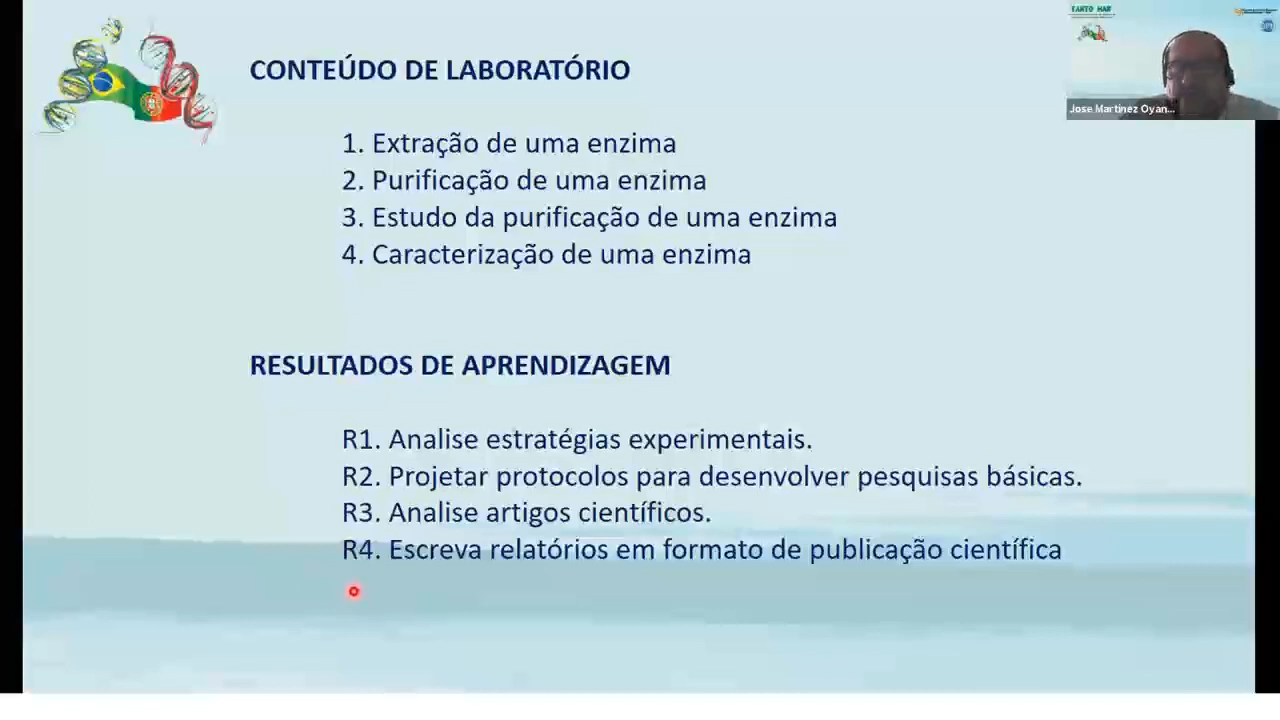 CONTEÚDO DE LABORATÓRIO
1. Extração de uma enzima
2. Purificação de uma enzima
3. Estudo da purificação de uma enzima
4. Caracterização de uma enzima
RESULTADOS DE APRENDIZAGEM
R1. Analise estratégias experimentais.
R2. Projetar protocolos para desenvolver pesquisas básicas.
R3. Analise artigos científicos.
R4. Escreva relatórios em formato de publicação científica
TANTO MAR
Jose Martinez Oyan...